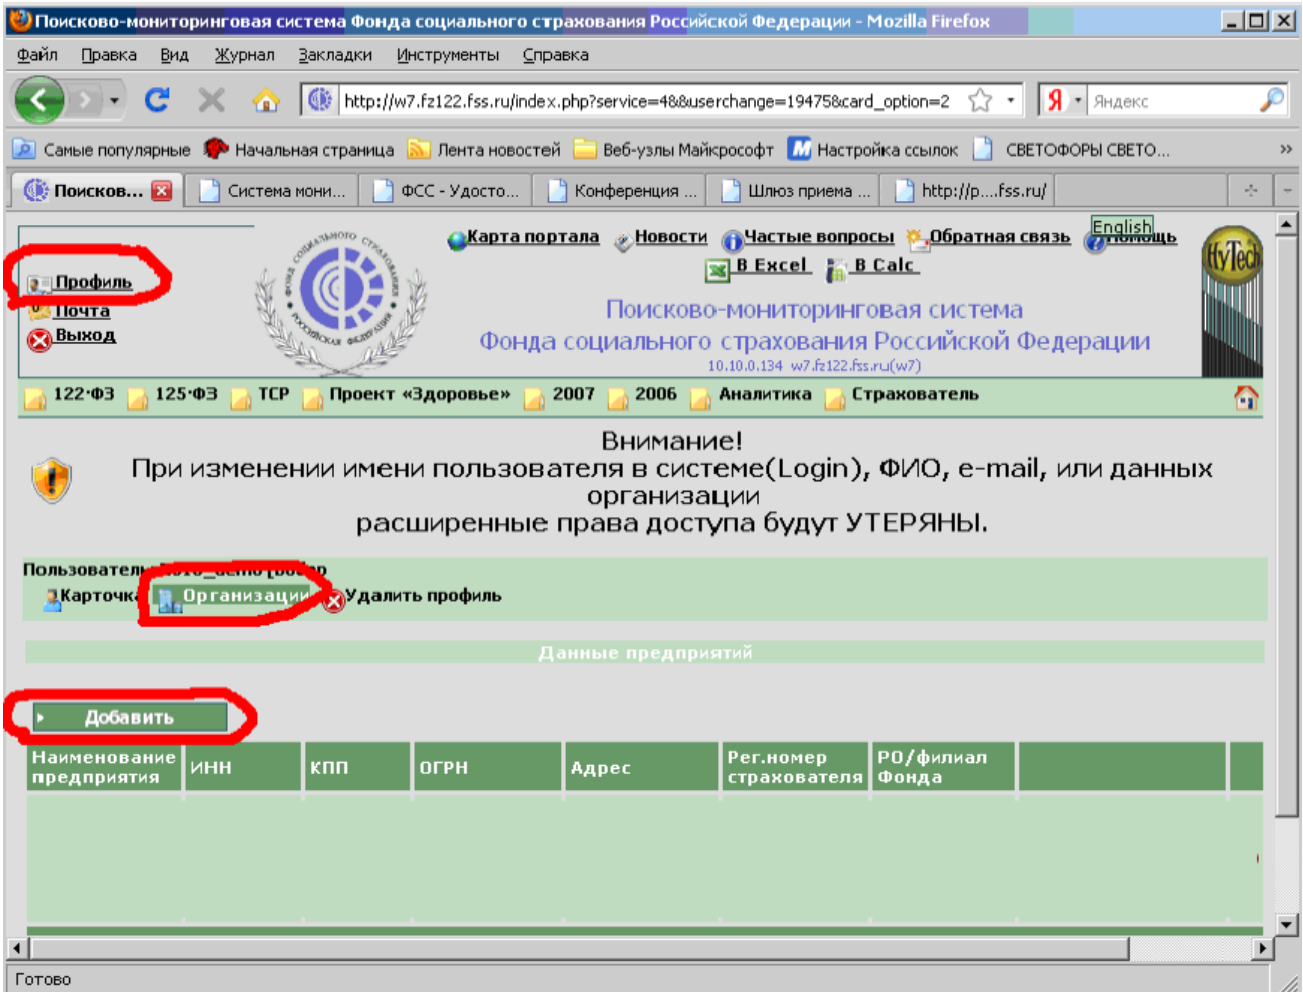 Поисково-мониторинговая система Фонда социального страхования Российской Федерации - Mozilla Firefox
Файл Правка Вид Журнал Закладки Инструменты Справка
http://w7.fz122.fss.ru/index.php?service=4&&userchange=19475&card_option=2 Яндекс
Самые популярные Начальная страница Лента новостей Веб-узлы Майкрософт Настройка ссылок СВЕТОФОРЫ СВЕТО...
Поисков... Система мони... ФСС - Удосто... Конференция ... Шлюз приема ... http://p....fss.ru/
English
Карта портала Новости Частые вопросы Обратная связь
В Excel В Calc
Профиль
Почта
Выход
HyTech
Поисково-мониторинговая система
Фонда социального страхования Российской Федерации
10.10.0.134 w7.fz122.fss.ru(w7)
122-ФЗ 125-ФЗ ТСР Проект «Здоровье» 2007 2006 Аналитика Страхователь
Внимание!
При изменении имени пользователя в системе(Login), ФИО, e-mail, или данных
организации
расширенные права доступа будут УТЕРЯНЫ.
Пользователь
Карточка Организации Удалить профиль
Данные предприятий
Добавить
Наименование предприятия ИНН КПП ОГРН Адрес Рег.номер страхователя РО/филиал Фонда
Готово